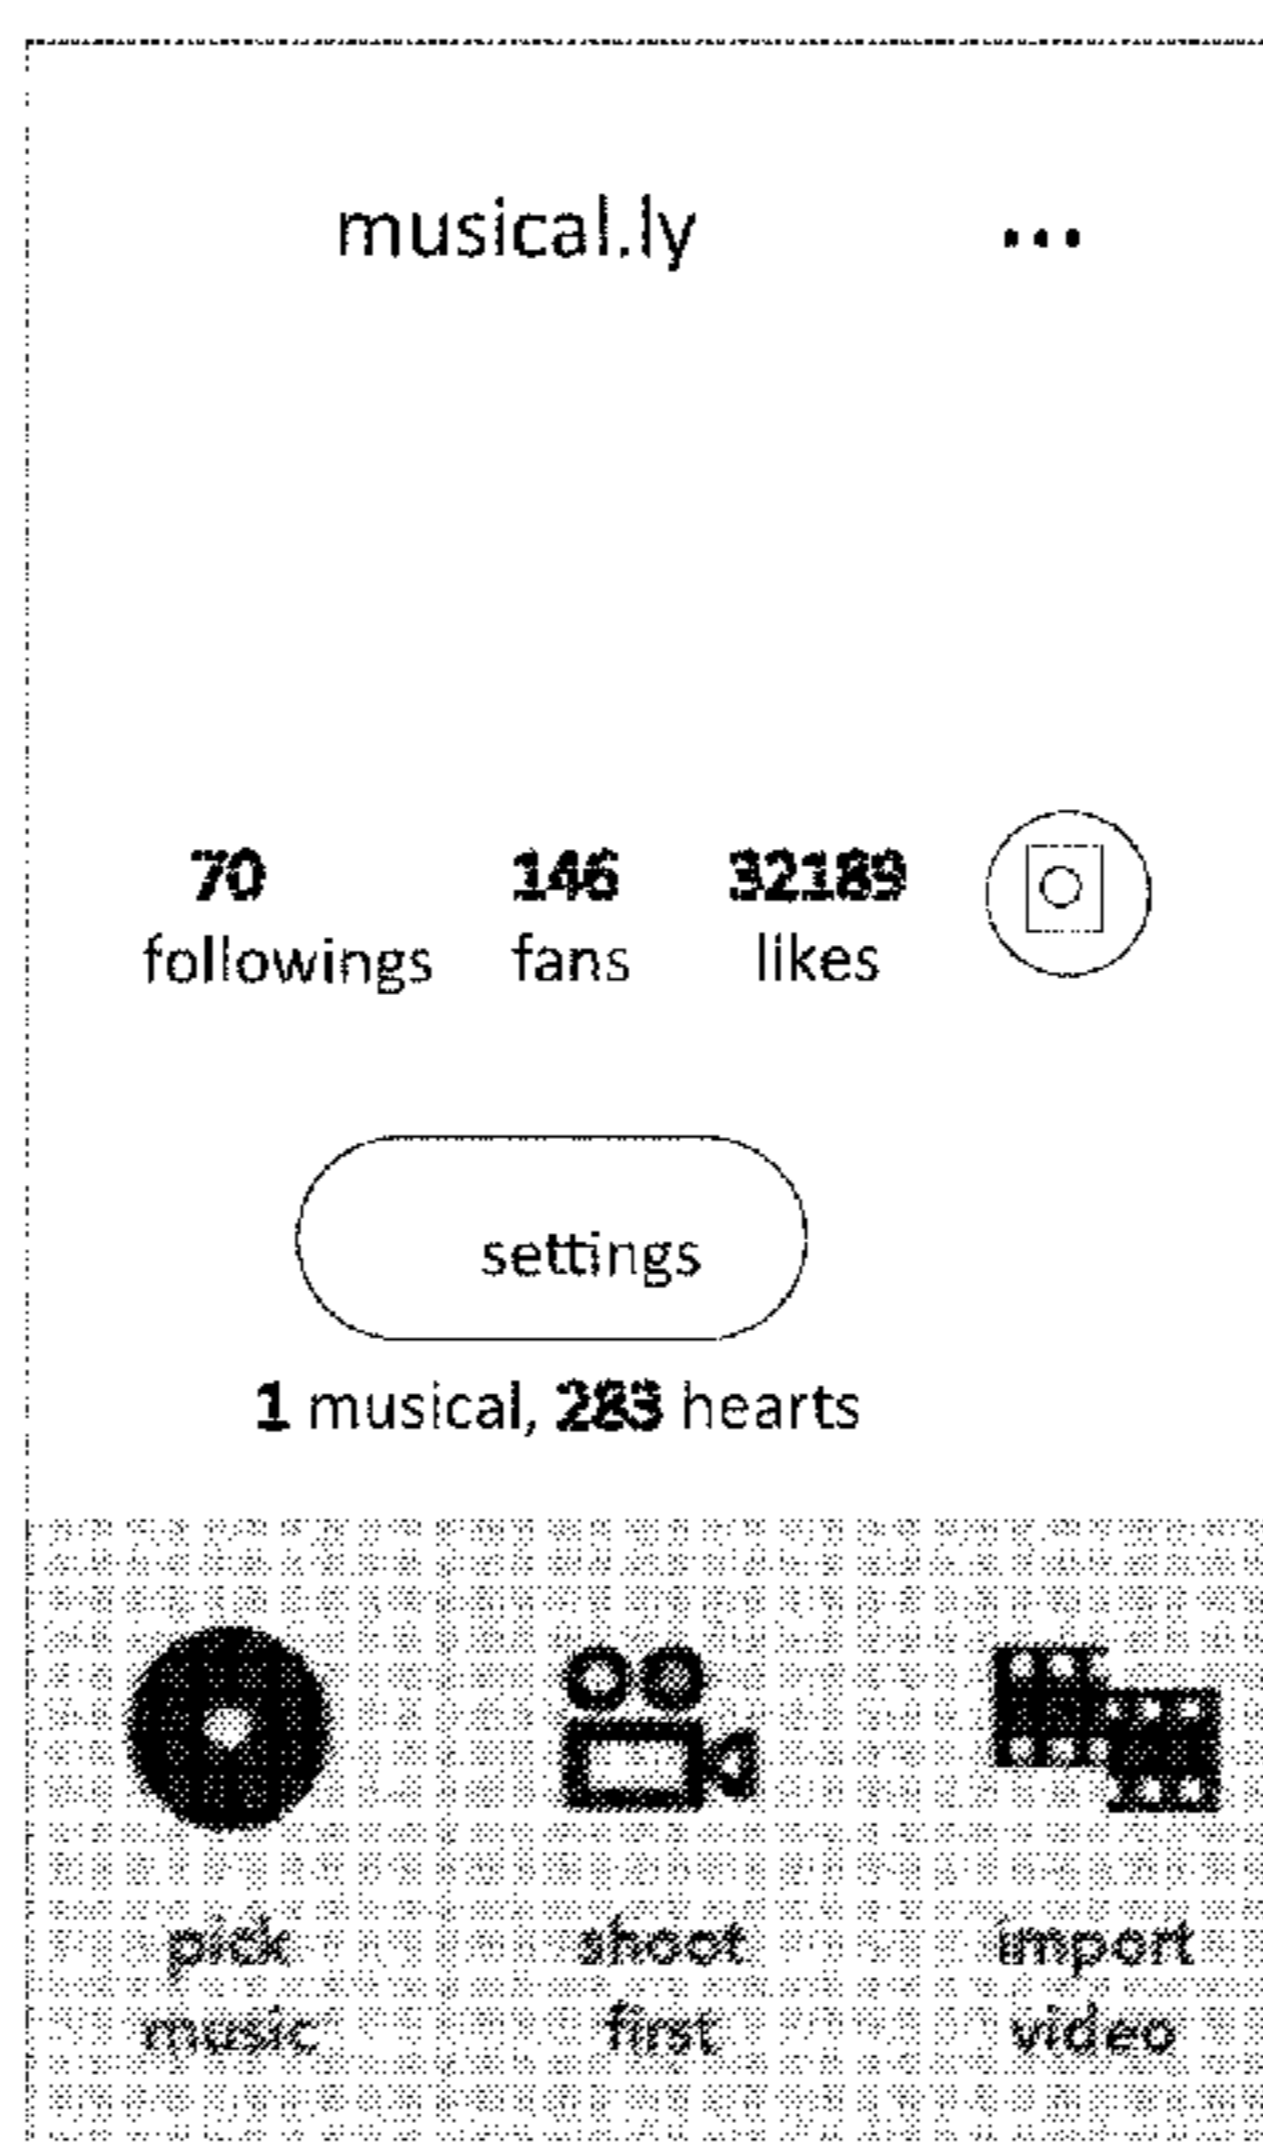 musical.ly ...
70 146 32189
followings fans likes
settings
1 musical, 283 hearts
pick shoot import
music first video